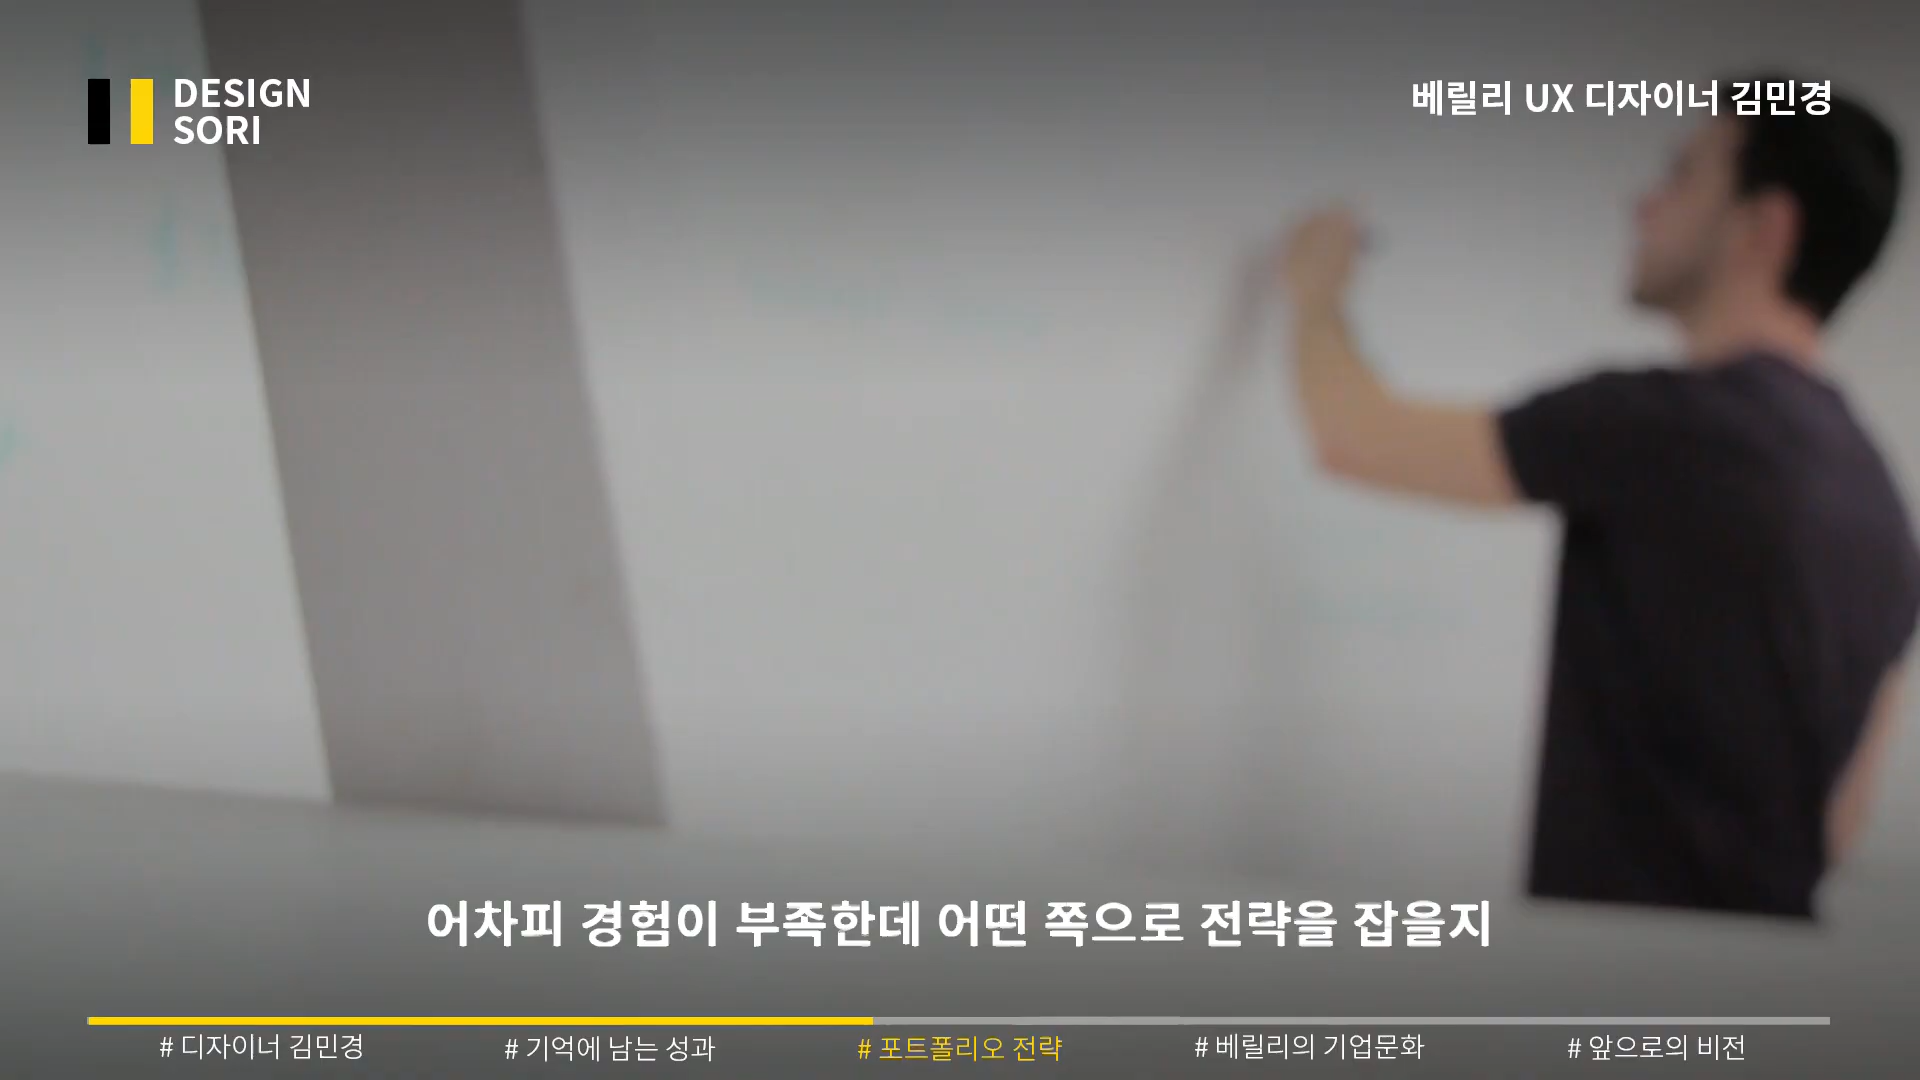 DESIGN
SORI
베릴리 UX 디자이너 김민경
어차피 경험이 부족한데 어떤 쪽으로 전략을 잡을지
# 디자이너 김민경
# 기억에 남는 성과
# 포트폴리오 전략
# 베릴리의 기업문화
# 앞으로의 비전